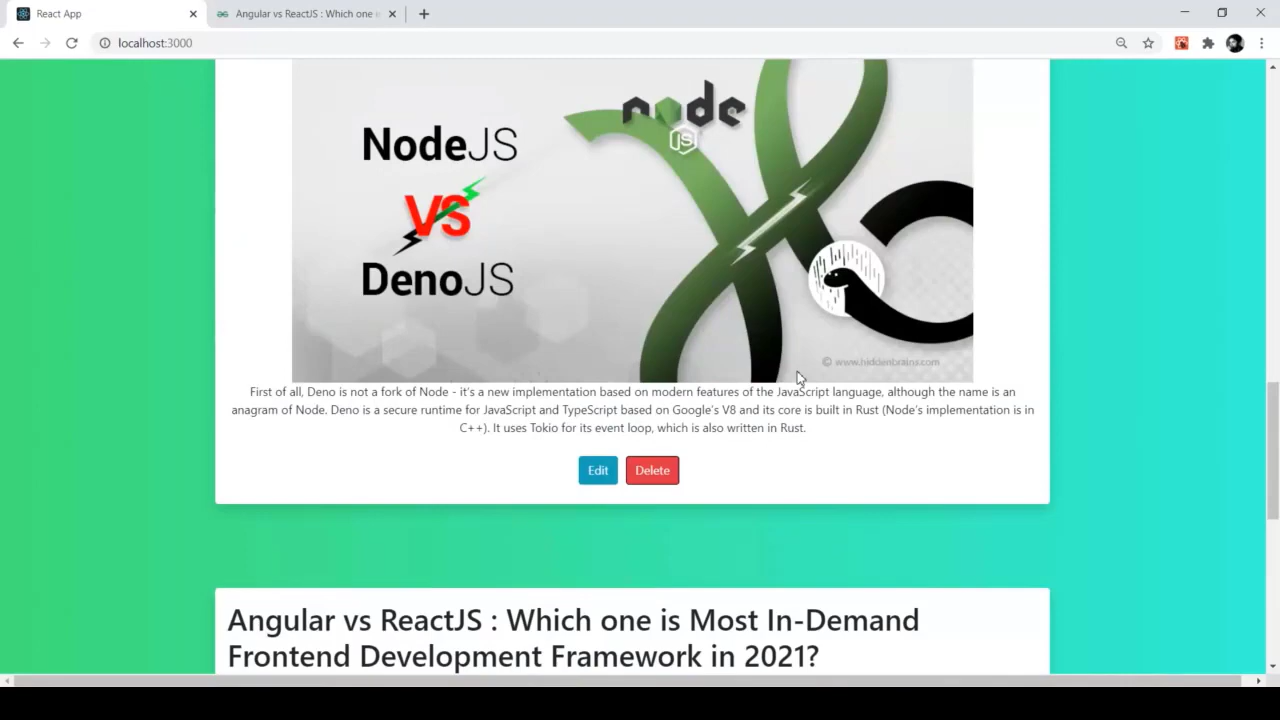 React App
Angular vs ReactJS : Which one
localhost:3000
node
JS
NodeJS
VS
DenoJS
© www.hiddenbrains.com
First of all, Deno is not a fork of Node - it's a new implementation based on modern features of the JavaScript language, although the name is an
anagram of Node. Deno is a secure runtime for JavaScript and TypeScript based on Google's V8 and its core is built in Rust (Node's implementation is in
C++). It uses Tokio for its event loop, which is also written in Rust.
Edit
Delete
Angular vs ReactJS : Which one is Most In-Demand
Frontend Development Framework in 2021?